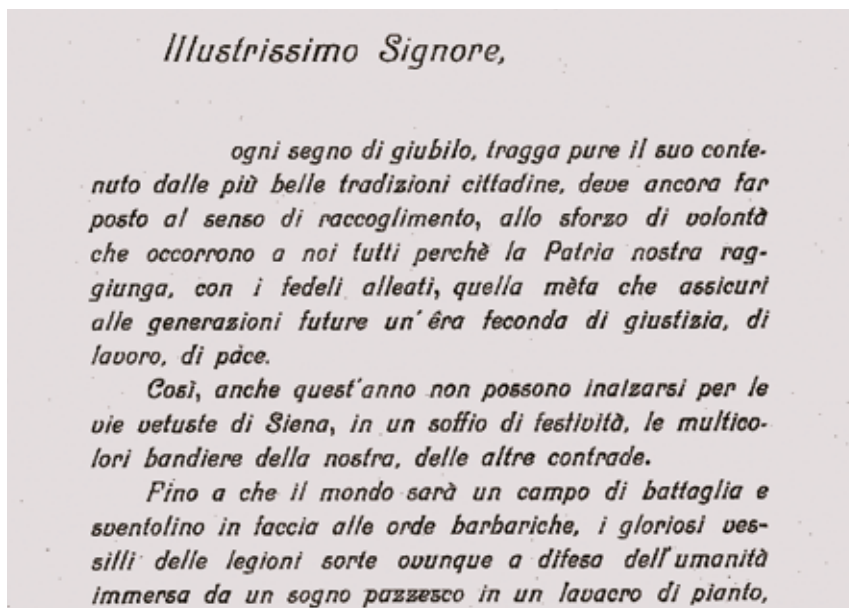 Illustrissimo Signore,
ogni segno di giubilo, tragga pure il suo conte-
nuto dalle più belle tradizioni cittadine, deve ancora far
posto al senso di raccoglimento, allo sforzo di volontà
che occorrono a noi tutti perchè la Patria nostra rag-
giunga, con i fedeli alleati, quella mèta che assicuri
alle generazioni future un'êra feconda di giustizia, di
lavoro, di pace.
Così, anche quest'anno non possono inalzarsi per le
vie vetuste di Siena, in un soffio di festività, le multico-
lori bandiere della nostra, delle altre contrade.
Fino a che il mondo sarà un campo di battaglia e
sventolino in faccia alle orde barbariche, i gloriosi ves-
silli delle legioni sorte ovunque a difesa dell'umanità
immersa da un sogno pazzesco in un lavacro di pianto,